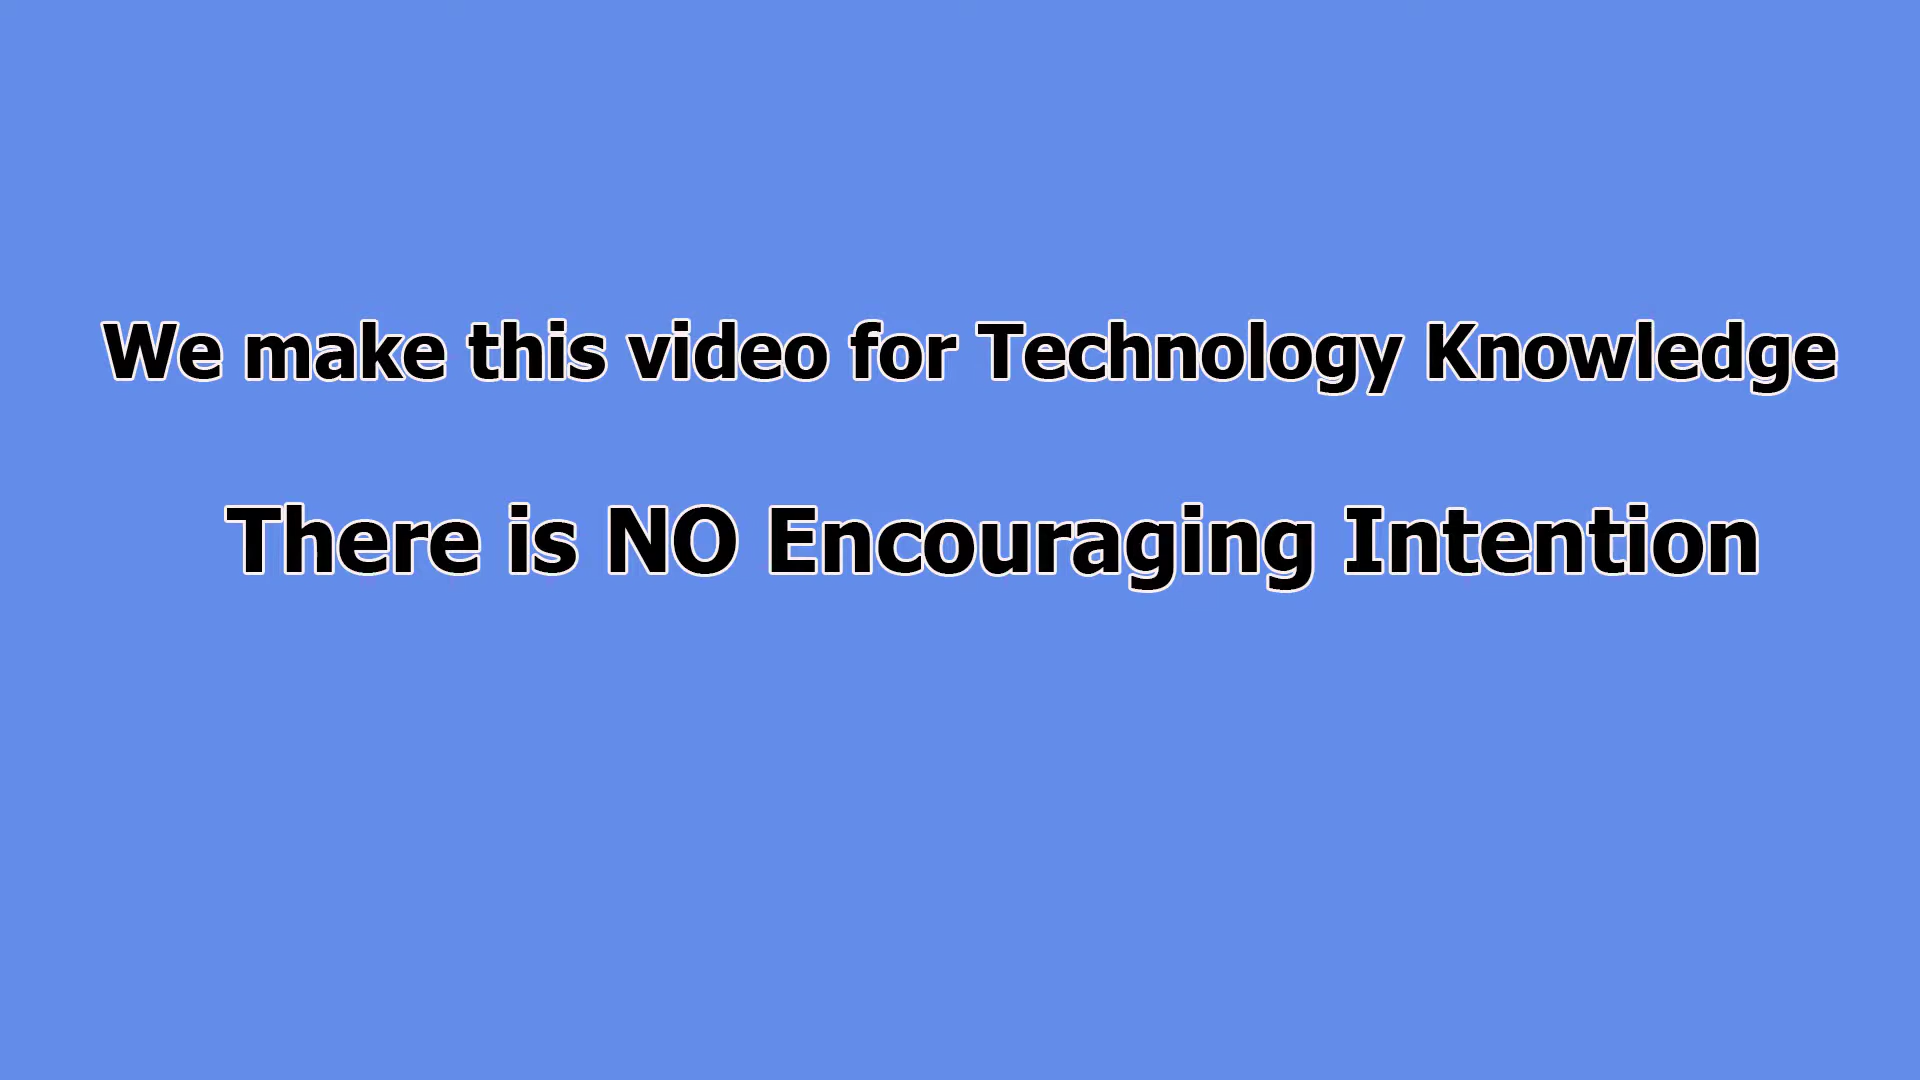 We make this video for Technology Knowledge
There is NO Encouraging Intention